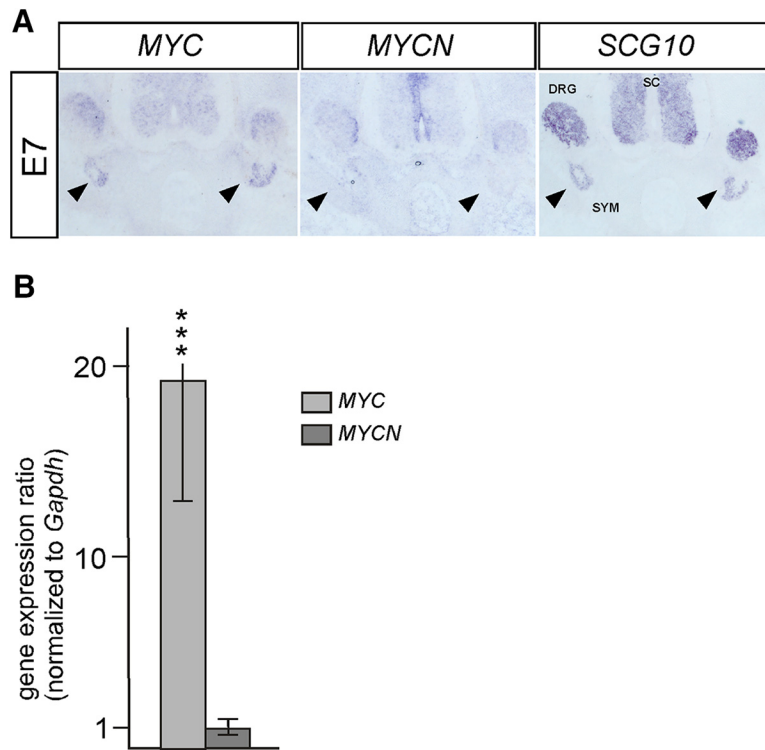 A
MYC MYCN SCG10
E7
DRG
SC
SYM
B
***
20
10
1
gene expression ratio
(normalized to Gapdh)
MYC
MYCN